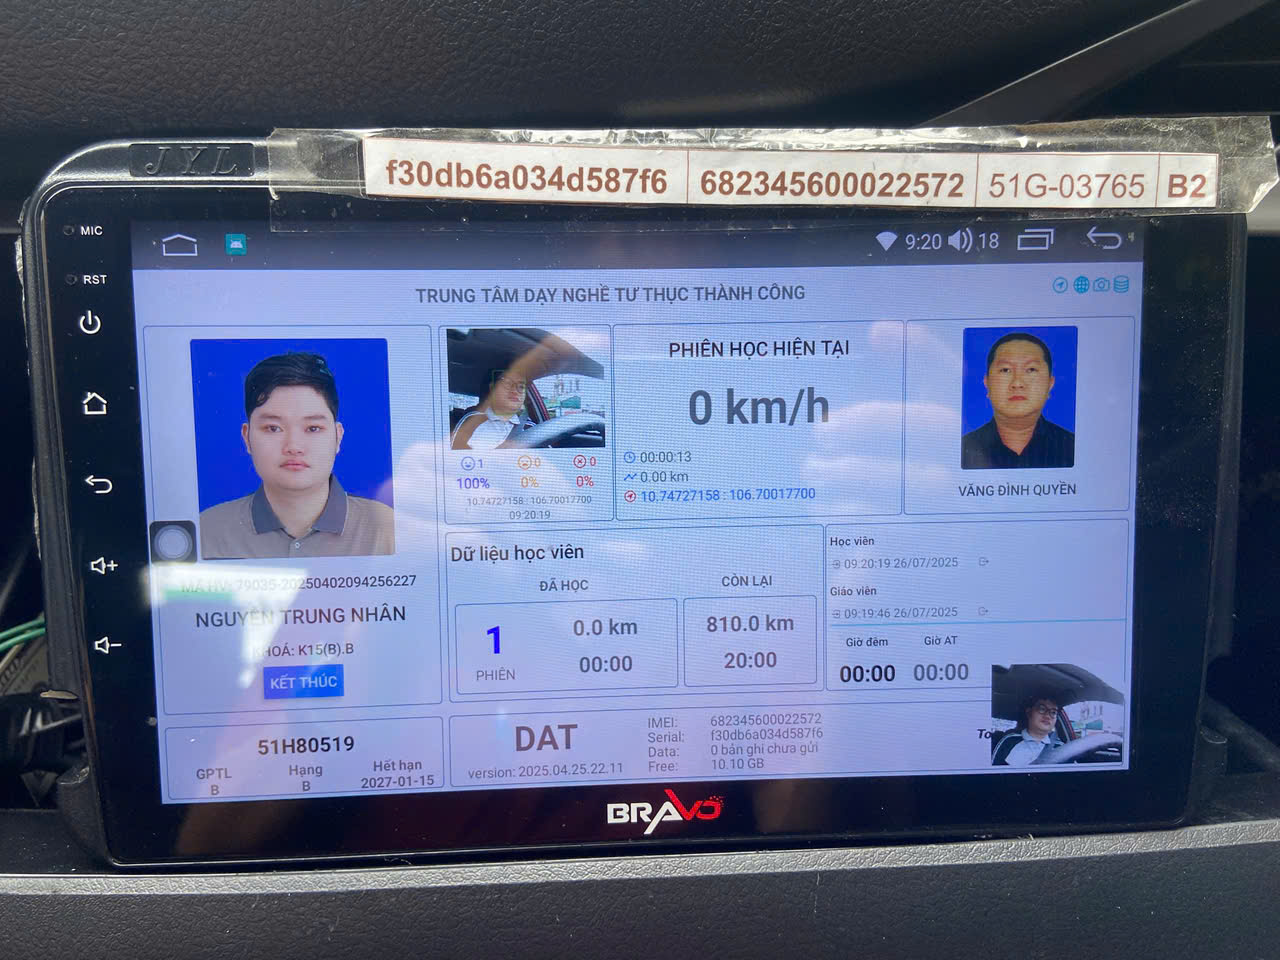 JYL
f30db6a034d587f6 682345600022572 51G-03765 B2
MIC
RST
9:20 18
TRUNG TÂM DẠY NGHỀ TƯ THỤC THÀNH CÔNG
MÃ HV: 79035-20250402094256227
NGUYỄN TRUNG NHÂN
KHOÁ: K15(B).B
KẾT THÚC
1 0 0
100% 0% 0%
10.74727158 : 106.70017700
09:20:19
PHIÊN HỌC HIỆN TẠI
0 km/h
00:00:13
0.00 km
10.74727158 : 106.70017700
VĂNG ĐÌNH QUYỀN
Dữ liệu học viên
ĐÃ HỌC
1
PHIÊN
0.0 km
00:00
CÒN LẠI
810.0 km
20:00
Học viên
09:20:19 26/07/2025
Giáo viên
09:19:46 26/07/2025
Giờ đêm Giờ AT
00:00 00:00
51H80519
GPTL Hạng Hết hạn
B B 2027-01-15
DAT
version: 2025.04.25.22.11
IMEI: 682345600022572
Serial: f30db6a034d587f6
Data: 0 bản ghi chưa gửi
Free: 10.10 GB
BRAVO